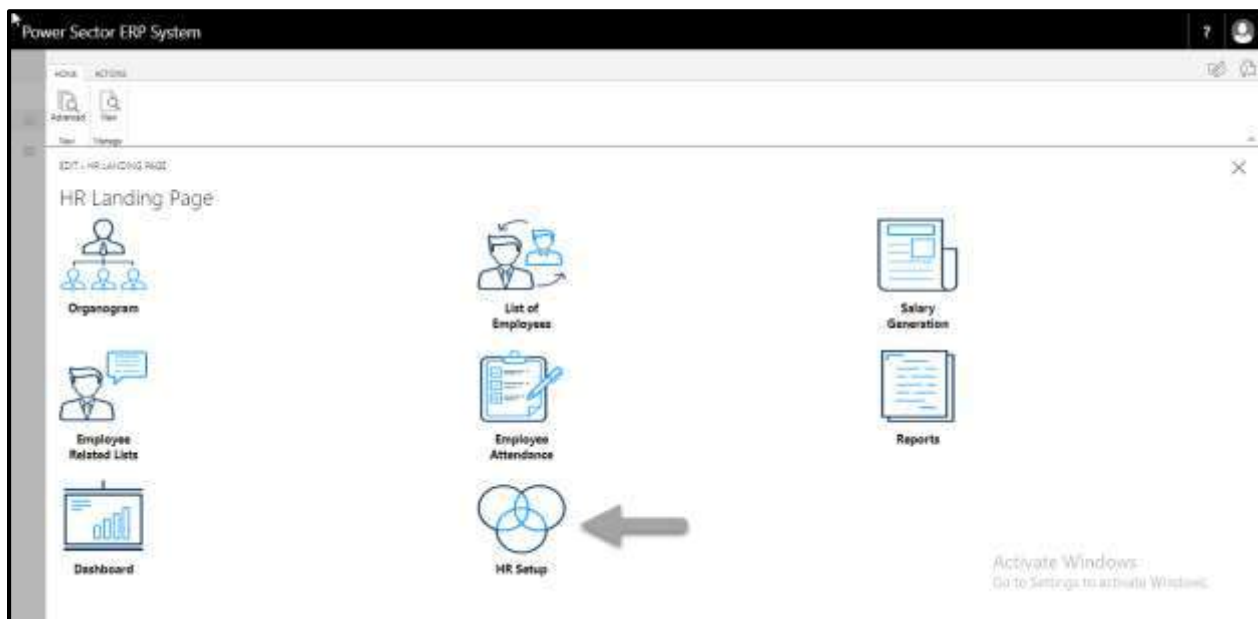 Power Sector ERP System
?
HOME ACTIONS
Advanced View
View Manage
EDIT - HR LANDING PAGE
HR Landing Page
Organogram
List of
Employees
Salary
Generation
Employee
Related Lists
Employee
Attendance
Reports
Dashboard
HR Setup
Activate Windows
Go to Settings to activate Windows.